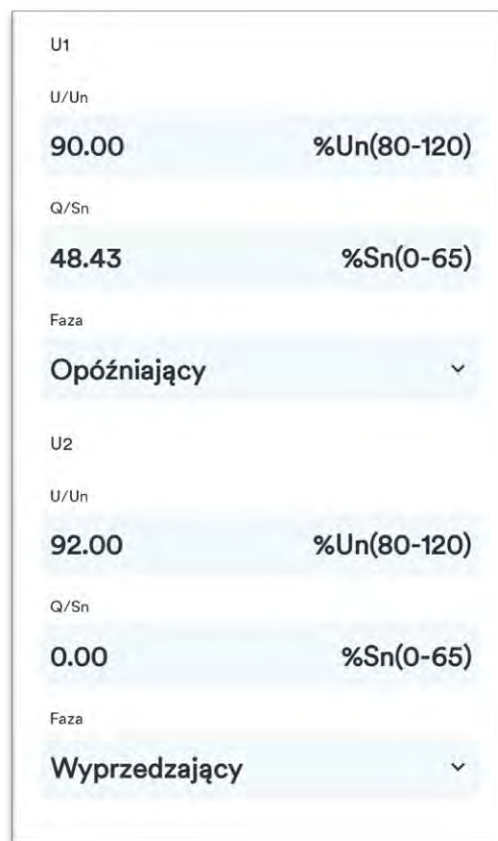 U1
U/Un
90.00 %Un(80-120)
Q/Sn
48.43 %Sn(0-65)
Faza
Opóźniający
U2
U/Un
92.00 %Un(80-120)
Q/Sn
0.00 %Sn(0-65)
Faza
Wyprzedzający